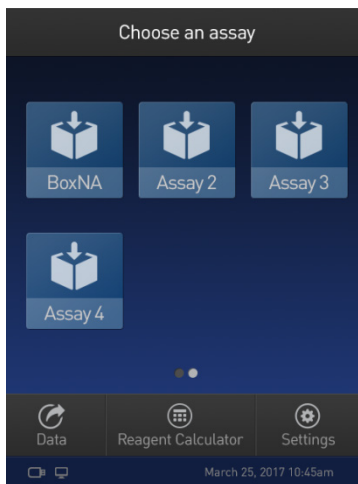 Choose an assay
BoxNA Assay 2 Assay 3
Assay 4
Data Reagent Calculator Settings
March 25, 2017 10:45am